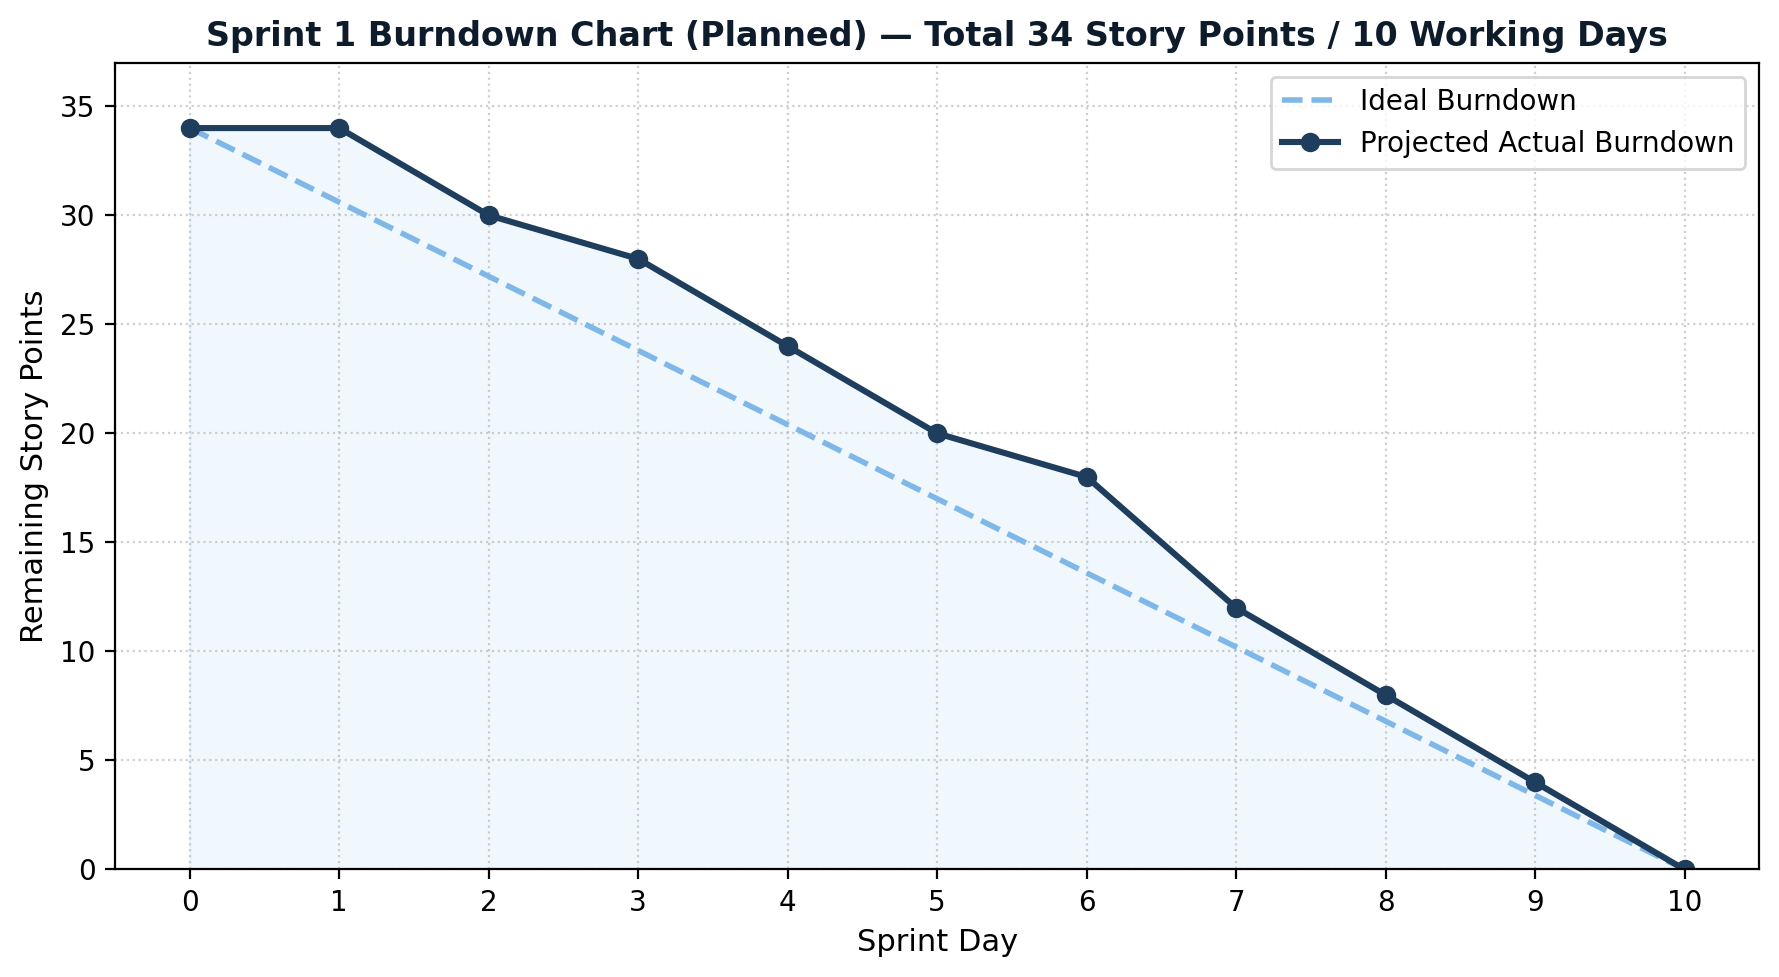 Sprint 1 Burndown Chart (Planned) — Total 34 Story Points / 10 Working Days
Ideal Burndown
Projected Actual Burndown
Remaining Story Points
35
30
25
20
15
10
5
0
0 1 2 3 4 5 6 7 8 9 10
Sprint Day